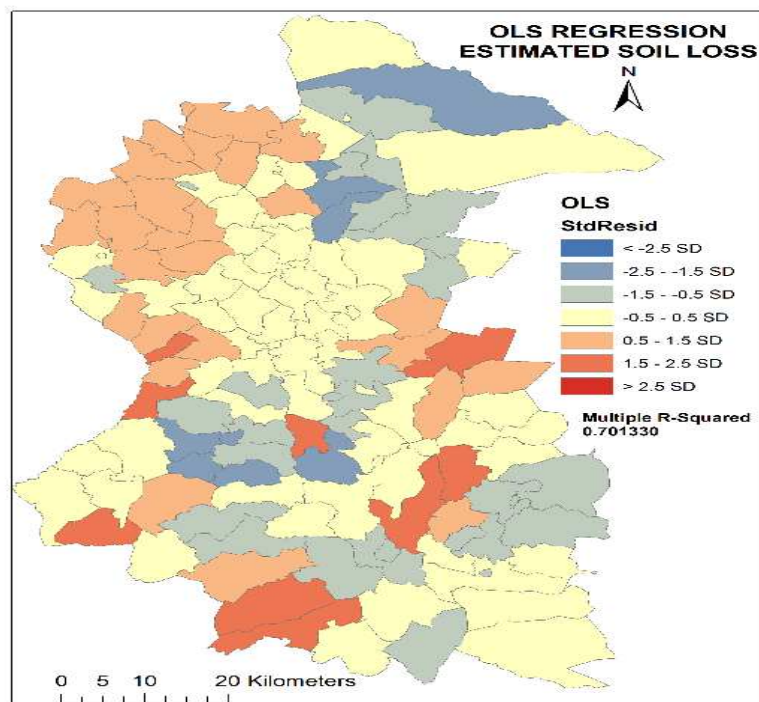 OLS REGRESSION
ESTIMATED SOIL LOSS
N
OLS
StdResid
< -2.5 SD
-2.5 - -1.5 SD
-1.5 - -0.5 SD
-0.5 - 0.5 SD
0.5 - 1.5 SD
1.5 - 2.5 SD
> 2.5 SD
Multiple R-Squared
0.701330
0 5 10 20 Kilometers